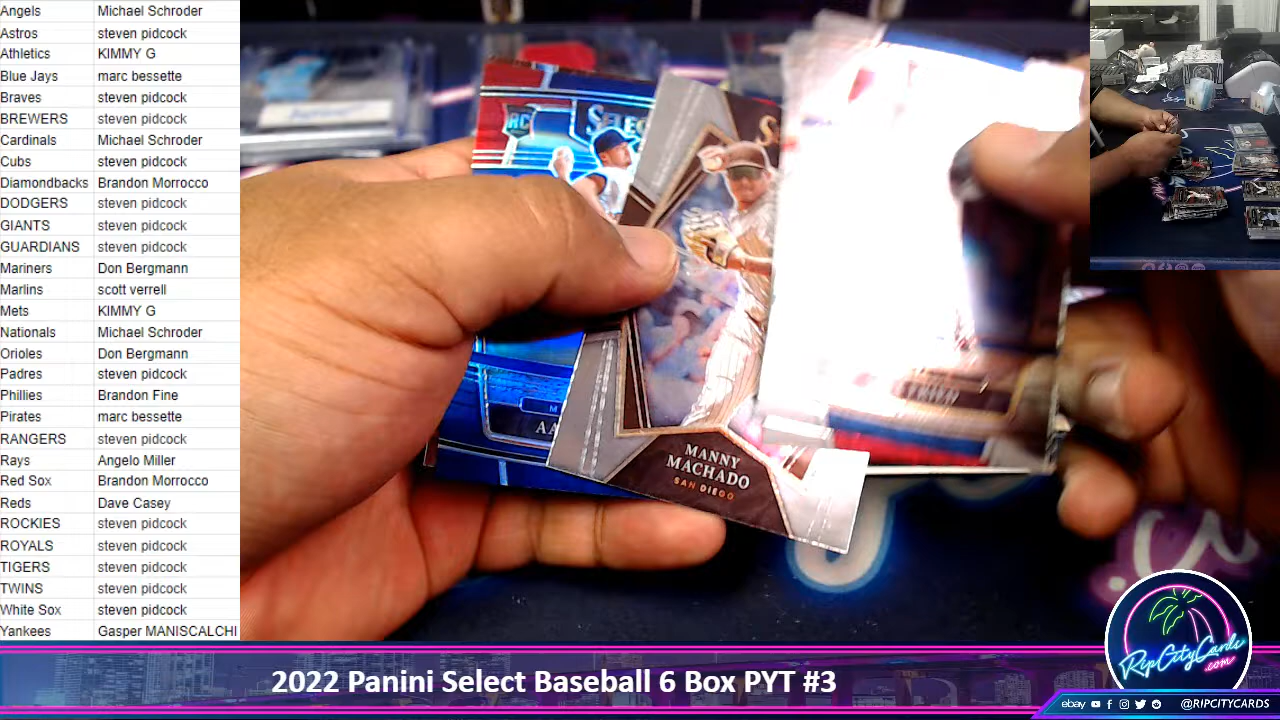 Angels Michael Schroder
Astros steven pidcock
Athletics KIMMY G
Blue Jays marc bessette
Braves steven pidcock
BREWERS steven pidcock
Cardinals Michael Schroder
Cubs steven pidcock
Diamondbacks Brandon Morrocco
DODGERS steven pidcock
GIANTS steven pidcock
GUARDIANS steven pidcock
Mariners Don Bergmann
Marlins scott verrell
Mets KIMMY G
Nationals Michael Schroder
Orioles Don Bergmann
Padres steven pidcock
Phillies Brandon Fine
Pirates marc bessette
RANGERS steven pidcock
Rays Angelo Miller
Red Sox Brandon Morrocco
Reds Dave Casey
ROCKIES steven pidcock
ROYALS steven pidcock
TIGERS steven pidcock
TWINS steven pidcock
White Sox steven pidcock
Yankees Gasper MANISCALCHI
RC
SELEC
AA
MANNY
MACHADO
SAN DIEGO
RipCityCards
.com
2022 Panini Select Baseball 6 Box PYT #3
ebay @RIPCITYCARDS